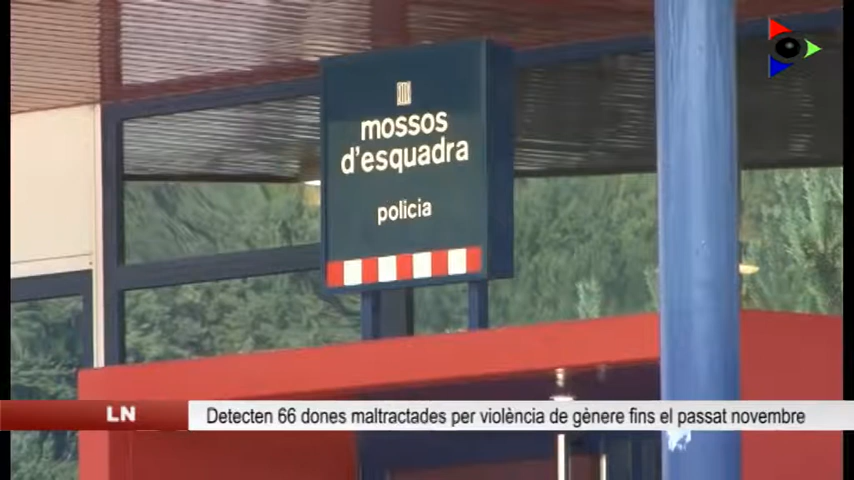 mossos
d'esquadra
policia
LN
Detecten 66 dones maltractades per violència de gènere fins el passat novembre